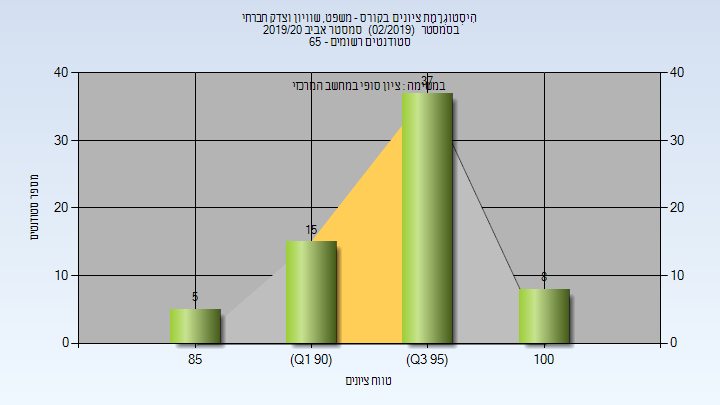 היסטוגרמת ציונים בקורס - משפט, שוויון וצדק חברתי
בסמסטר (02/2019) סמסטר אביב 2019/20
סטודנטים רשומים - 65
במשימה : ציון סופי במחשב המרכזי
40
30
20
10
0
40
30
20
10
0
5
15
37
8
85
(Q1 90)
(Q3 95)
100
מספר סטודנטים
טווח ציונים